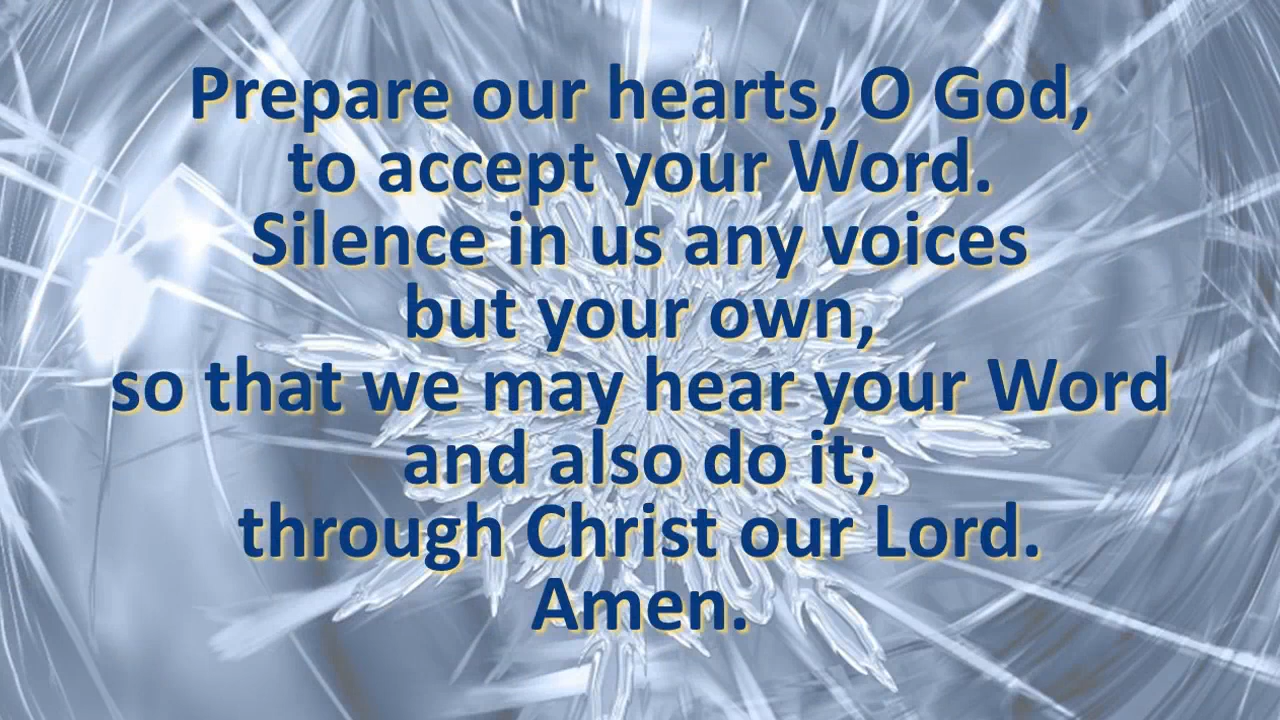 Prepare our hearts, O God,
to accept your Word.
Silence in us any voices
but your own,
so that we may hear your Word
and also do it;
through Christ our Lord.
Amen.